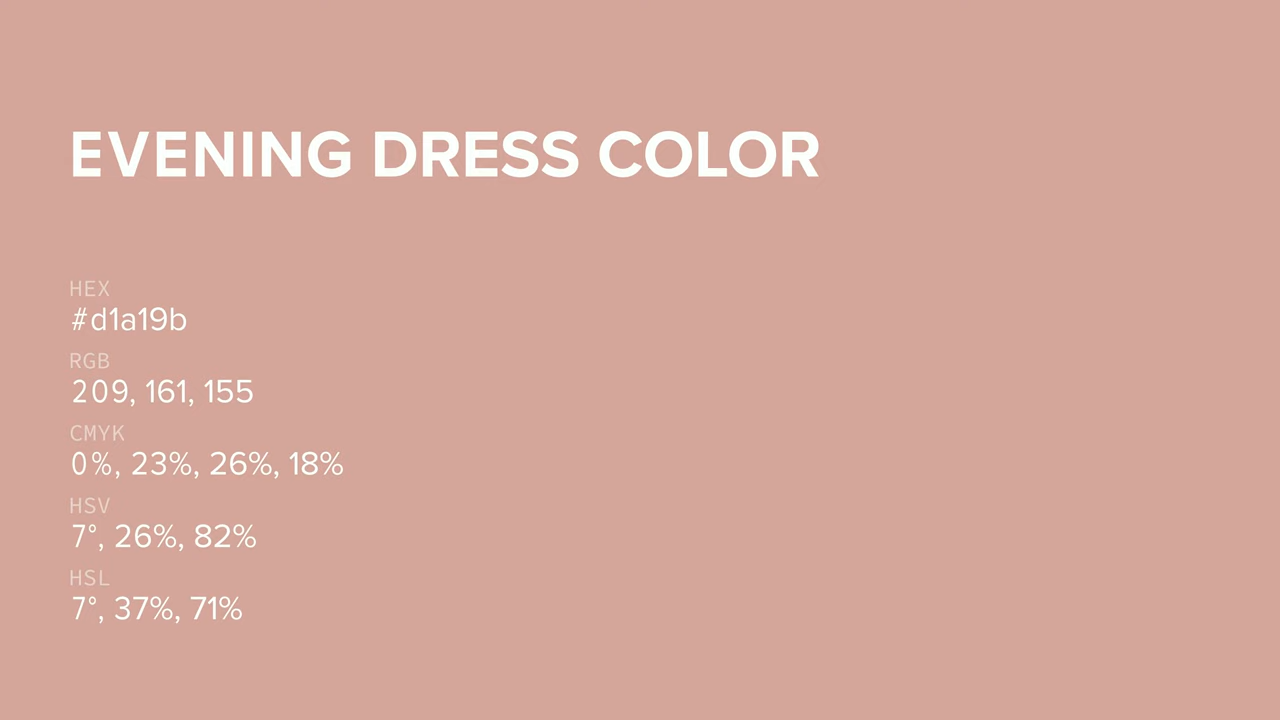 EVENING DRESS COLOR
HEX
#d1a19b
RGB
209, 161, 155
CMYK
0%, 23%, 26%, 18%
HSV
7°, 26%, 82%
HSL
7°, 37%, 71%